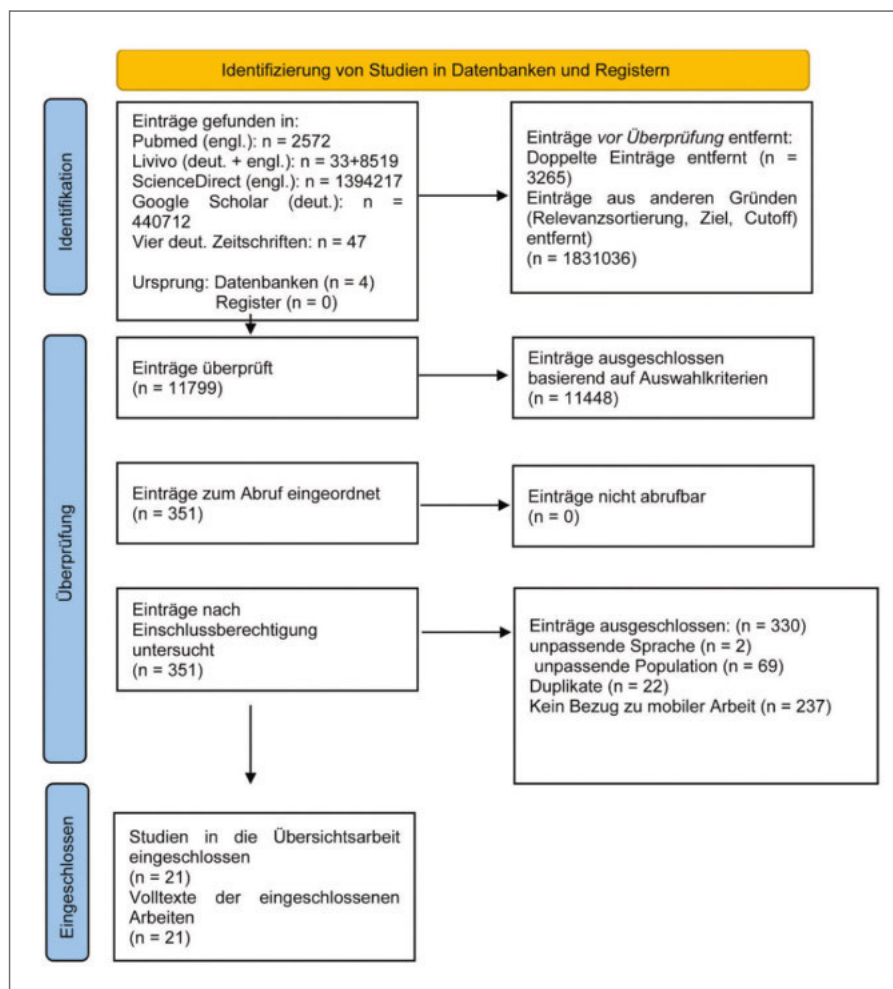 Identifizierung von Studien in Datenbanken und Registern
Identifikation
Einträge gefunden in:
Pubmed (engl.): n = 2572
Livivo (deut. + engl.): n = 33+8519
ScienceDirect (engl.): n = 1394217
Google Scholar (deut.): n =
440712
Vier deut. Zeitschriften: n = 47
Ursprung: Datenbanken (n = 4)
Register (n = 0)
Einträge vor Überprüfung entfernt:
Doppelte Einträge entfernt (n =
3265)
Einträge aus anderen Gründen
(Relevanzsortierung, Ziel, Cutoff)
entfernt)
(n = 1831036)
Überprüfung
Einträge überprüft
(n = 11799)
Einträge ausgeschlossen
basierend auf Auswahlkriterien
(n = 11448)
Einträge zum Abruf eingeordnet
(n = 351)
Einträge nicht abrufbar
(n = 0)
Einträge nach
Einschlussberechtigung
untersucht
(n = 351)
Einträge ausgeschlossen: (n = 330)
unpassende Sprache (n = 2)
unpassende Population (n = 69)
Duplikate (n = 22)
Kein Bezug zu mobiler Arbeit (n = 237)
Eingeschlossen
Studien in die Übersichtsarbeit
eingeschlossen
(n = 21)
Volltexte der eingeschlossenen
Arbeiten
(n = 21)